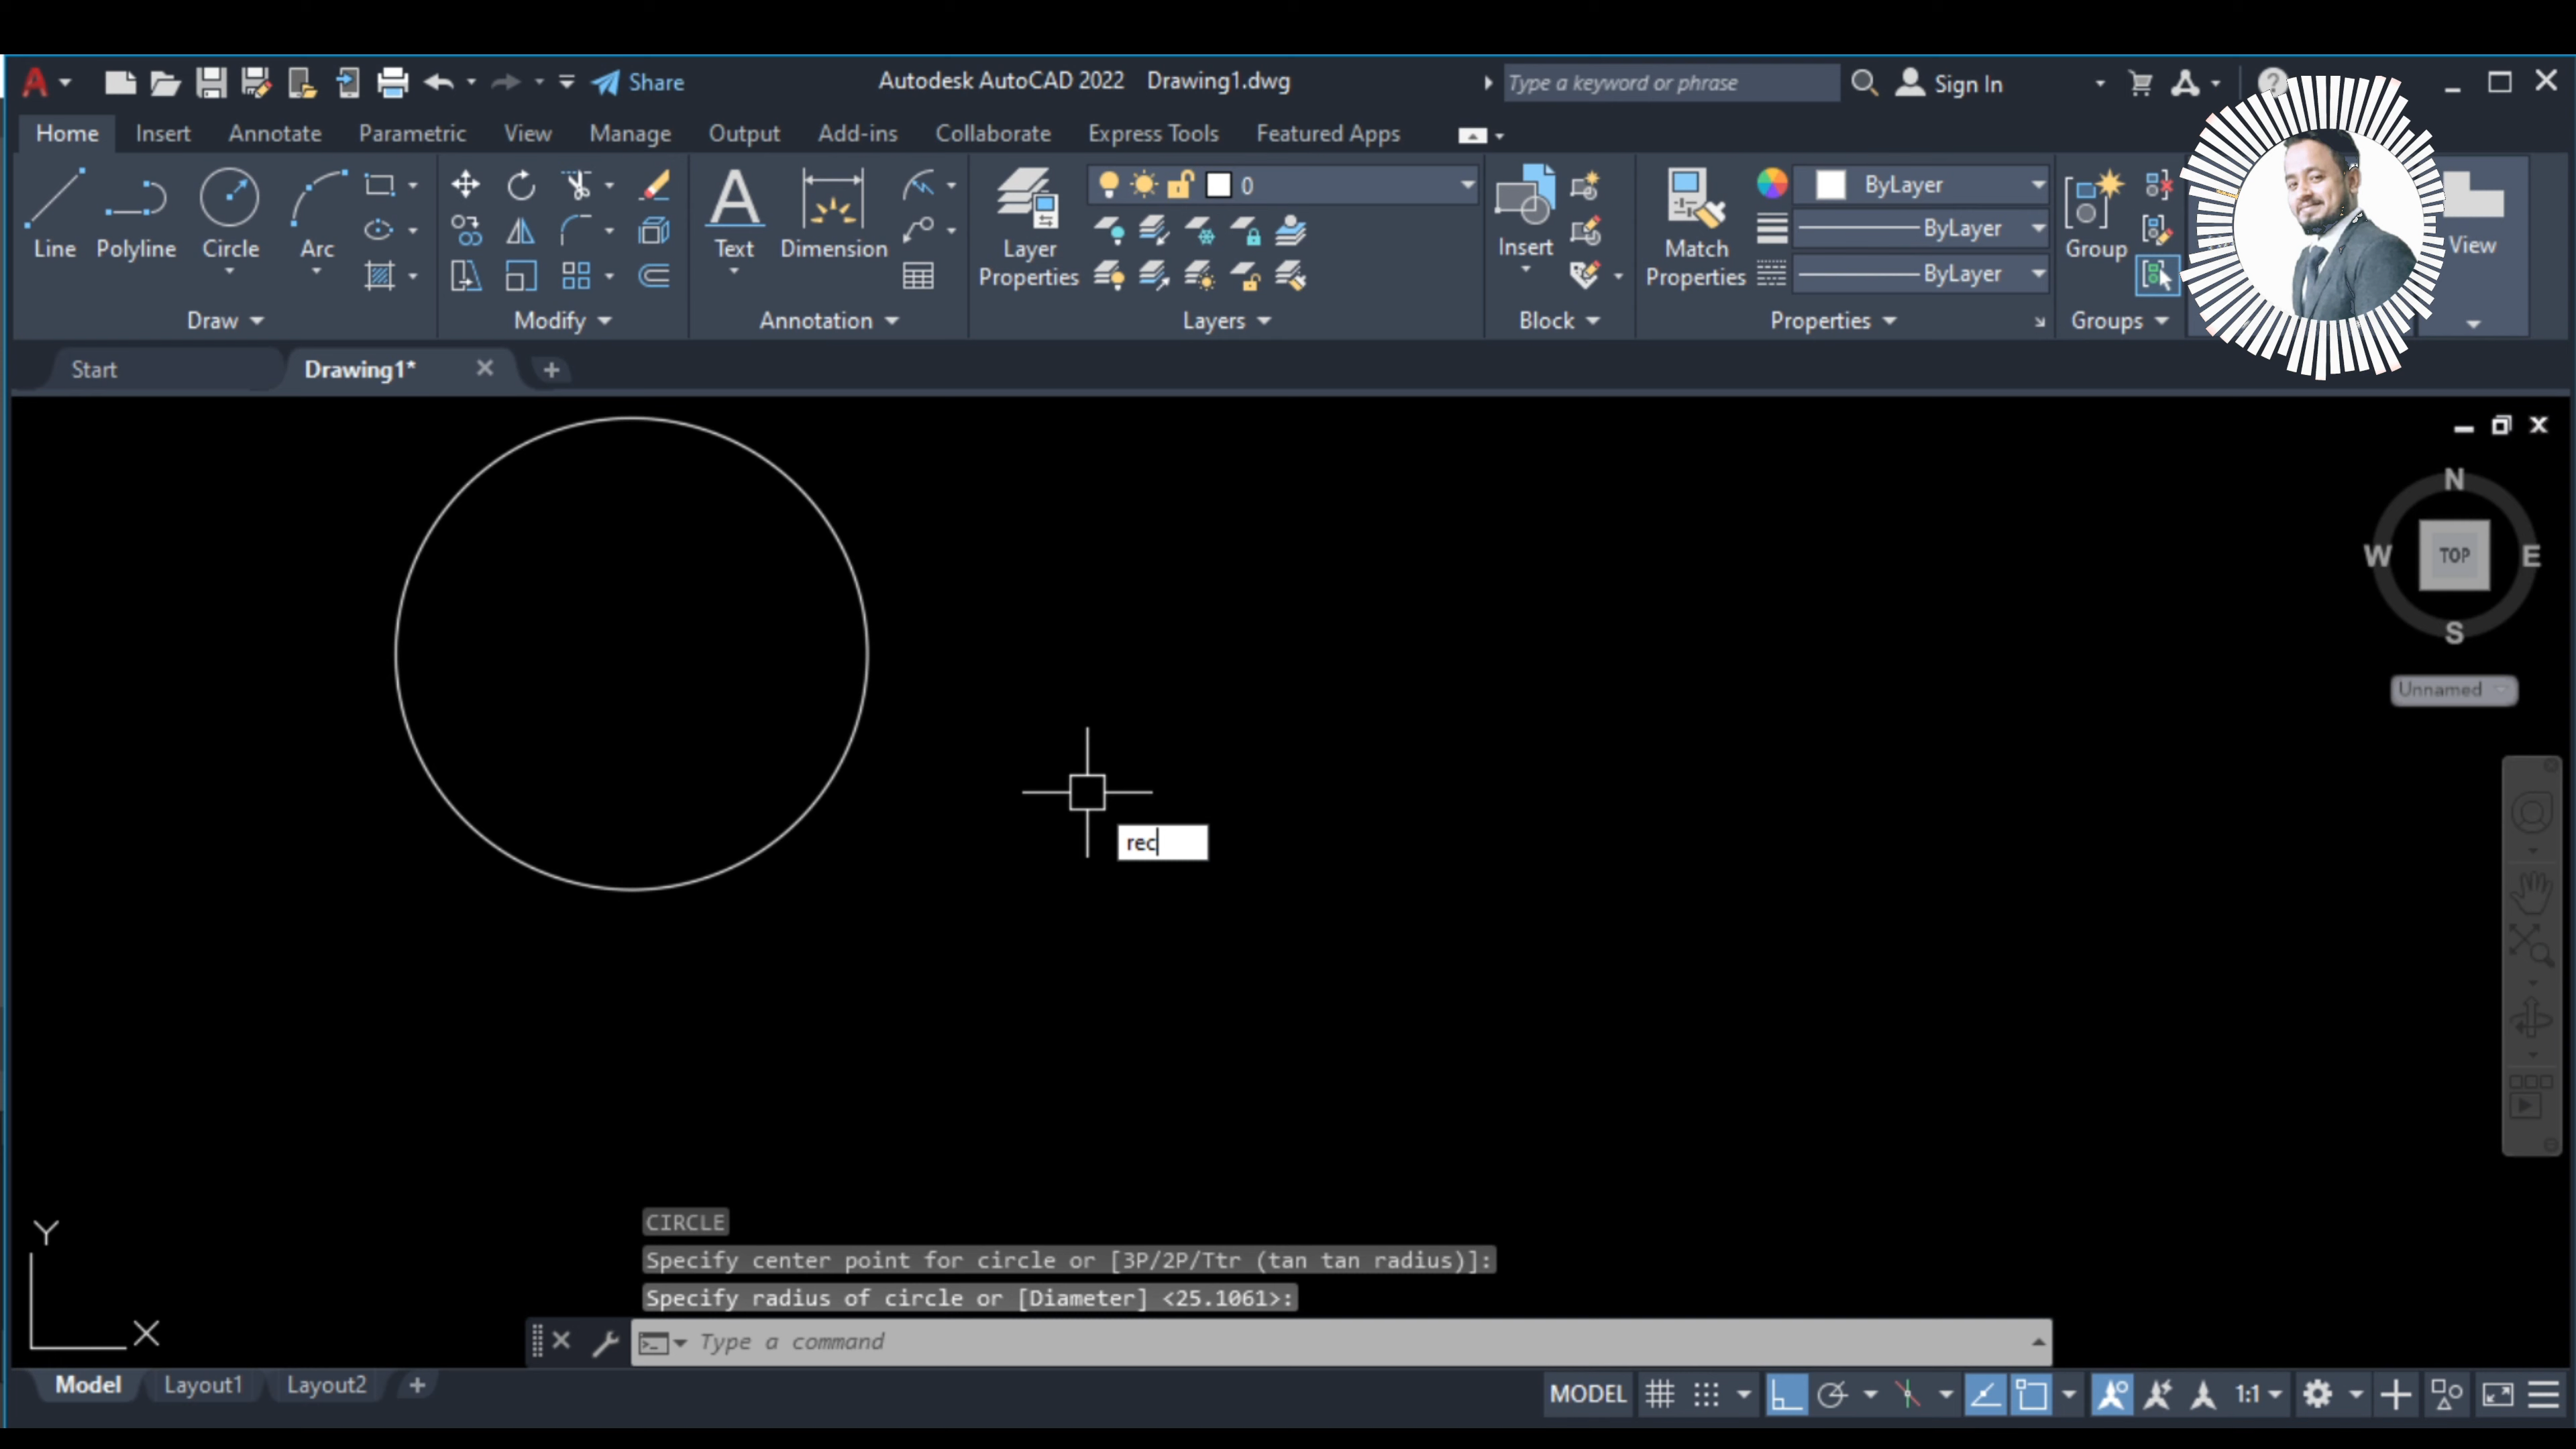 Share
Autodesk AutoCAD 2022 Drawing1.dwg
Type a keyword or phrase
Sign In
Home Insert Annotate Parametric View Manage Output Add-ins Collaborate Express Tools Featured Apps
Line Polyline Circle Arc
Text Dimension
Layer Properties
0
Insert
Match Properties
ByLayer
ByLayer
ByLayer
Group
View
Draw Modify Annotation Layers Block Properties Groups
Start Drawing1*
N
W TOP E
S
Unnamed
rec
CIRCLE
Specify center point for circle or [3P/2P/Ttr (tan tan radius)]:
Specify radius of circle or [Diameter] <25.1061>:
Type a command
Y
X
Model Layout1 Layout2 +
MODEL 1:1